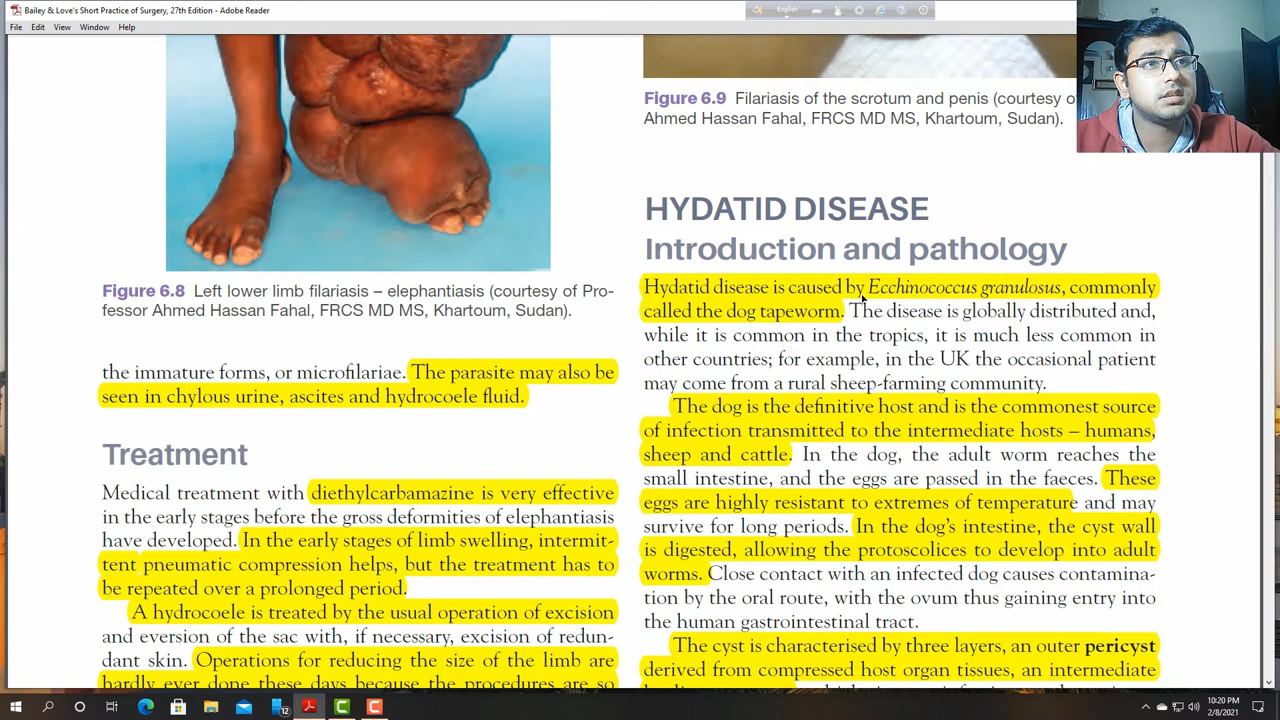 Bailey & Love's Short Practice of Surgery, 27th Edition - Adobe Reader
English
File Edit View Window Help
Figure 6.8 Left lower limb filariasis – elephantiasis (courtesy of Pro-
fessor Ahmed Hassan Fahal, FRCS MD MS, Khartoum, Sudan).
the immature forms, or microfilariae. The parasite may also be
seen in chylous urine, ascites and hydrocoele fluid.
Treatment
Medical treatment with diethylcarbamazine is very effective
in the early stages before the gross deformities of elephantiasis
have developed. In the early stages of limb swelling, intermit-
tent pneumatic compression helps, but the treatment has to
be repeated over a prolonged period.
A hydrocoele is treated by the usual operation of excision
and eversion of the sac with, if necessary, excision of redun-
dant skin. Operations for reducing the size of the limb are
hardly ever done these days because the procedures are so
Figure 6.9 Filariasis of the scrotum and penis (courtesy o
Ahmed Hassan Fahal, FRCS MD MS, Khartoum, Sudan).
HYDATID DISEASE
Introduction and pathology
Hydatid disease is caused by Ecchinococcus granulosus, commonly
called the dog tapeworm. The disease is globally distributed and,
while it is common in the tropics, it is much less common in
other countries; for example, in the UK the occasional patient
may come from a rural sheep-farming community.
The dog is the definitive host and is the commonest source
of infection transmitted to the intermediate hosts – humans,
sheep and cattle. In the dog, the adult worm reaches the
small intestine, and the eggs are passed in the faeces. These
eggs are highly resistant to extremes of temperature and may
survive for long periods. In the dog's intestine, the cyst wall
is digested, allowing the protoscolices to develop into adult
worms. Close contact with an infected dog causes contamina-
tion by the oral route, with the ovum thus gaining entry into
the human gastrointestinal tract.
The cyst is characterised by three layers, an outer pericyst
derived from compressed host organ tissues, an intermediate
10:20 PM
2/8/2021